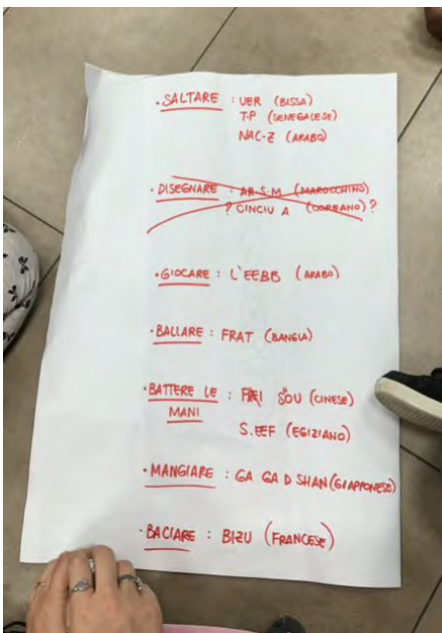 • SALTARE : UER (BISSA)
T-P (SENEGALESE)
NAC-Z (ARABO)
• DISEGNARE : AR-S-M (MAROCCHINO)
? CINCIU A (COREANO) ?
• GIOCARE : L'EEBB (ARABO)
• BALLARE : FRAT (BANGLA)
• BATTERE LE : PAI SOU (CINESE)
MANI
S.EEF (EGIZIANO)
• MANGIARE : GA GA D SHAN (GIAPPONESE)
• BACIARE : BIZU (FRANCESE)